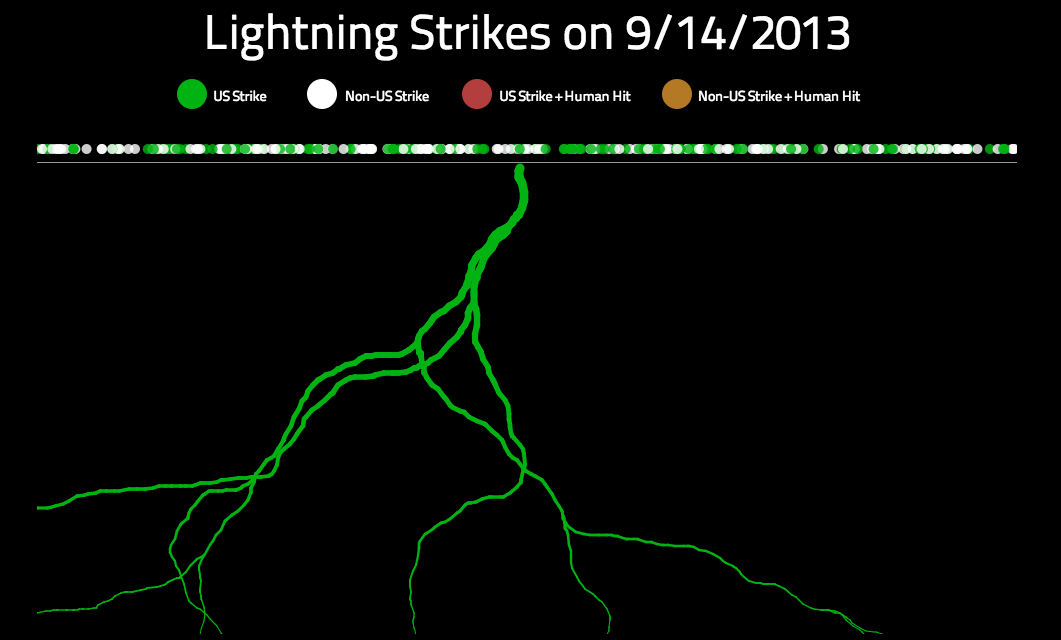 Lightning Strikes on 9/14/2013
US Strike Non-US Strike US Strike + Human Hit Non-US Strike + Human Hit